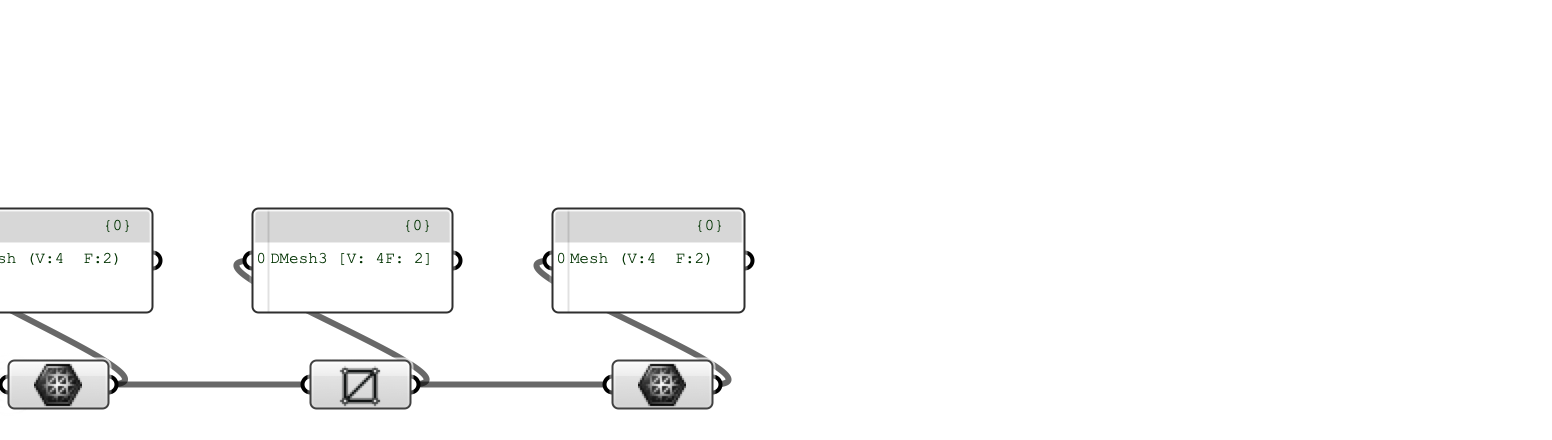 {0}
sh (V:4  F:2)
{0}
0 DMesh3 [V: 4F: 2]
{0}
0 Mesh (V:4  F:2)